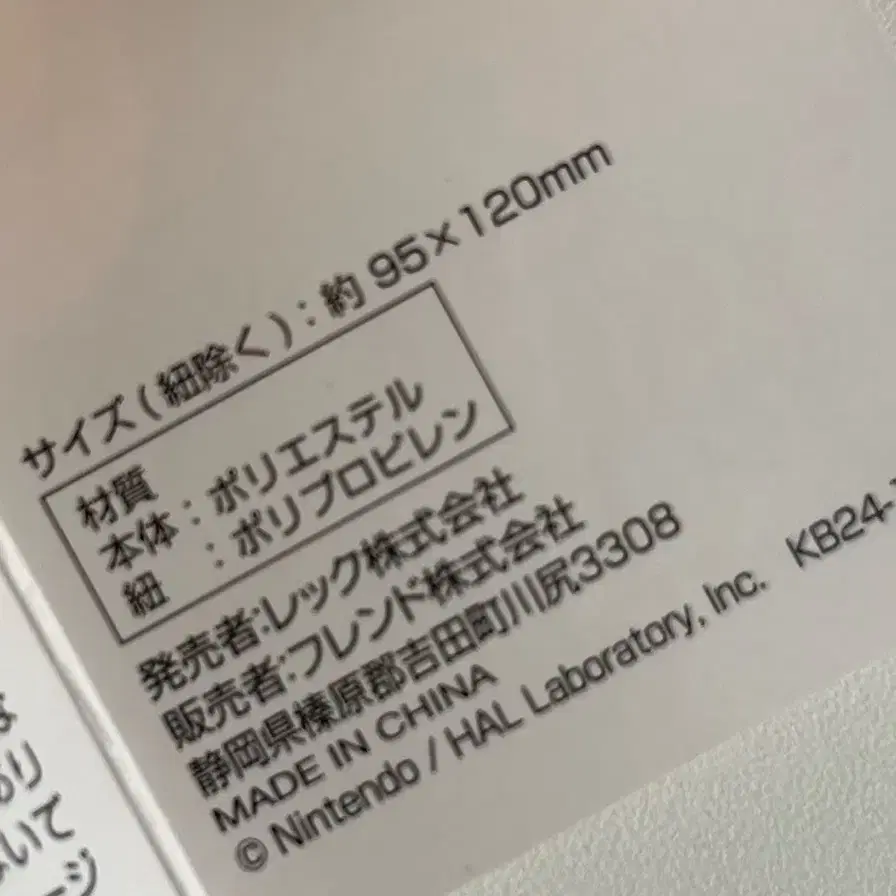 サイズ(紐除く):約 95×120mm
材質
本体:ポリエステル
紐 :ポリプロピレン
発売者:レック株式会社
販売者:フレンド株式会社
静岡県榛原郡吉田町川尻3308
MADE IN CHINA
© Nintendo / HAL Laboratory, Inc. KB24-